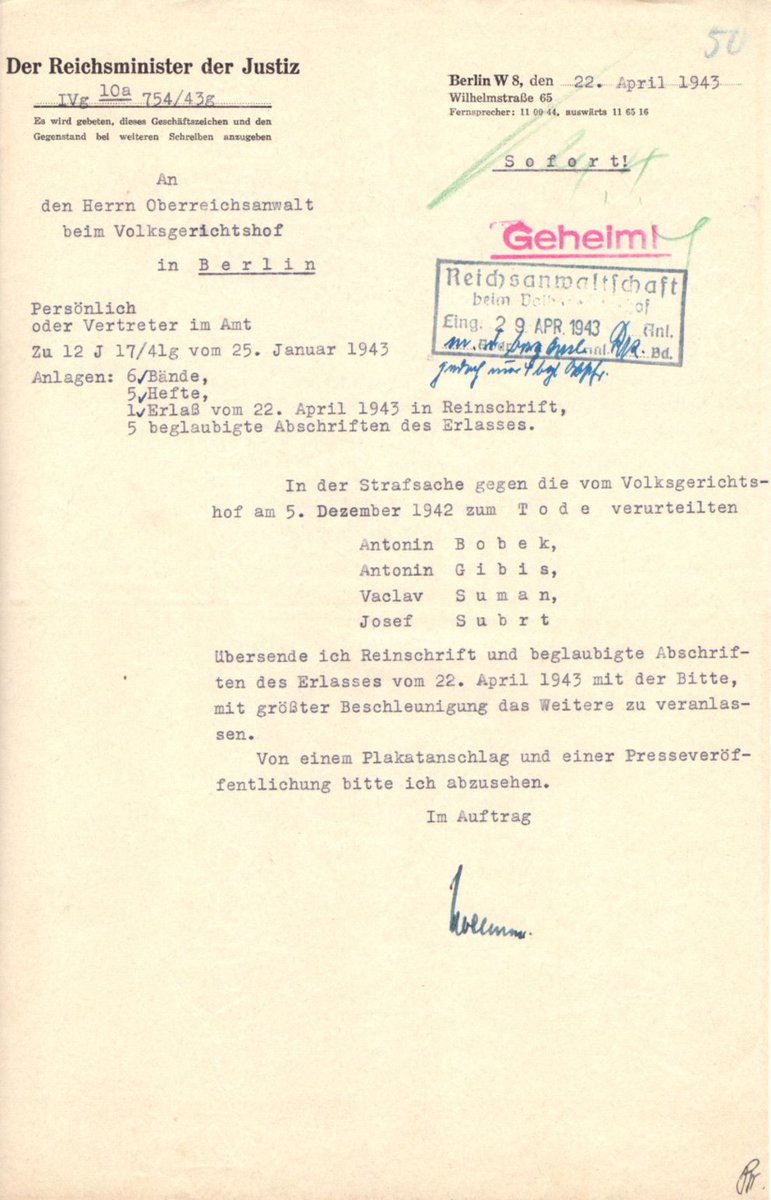 50
Der Reichsminister der Justiz
IVg 10a 754/43g
Es wird gebeten, dieses Geschäftszeichen und den
Gegenstand bei weiteren Schreiben anzugeben
Berlin W 8, den 22. April 1943
Wilhelmstraße 65
Fernsprecher: 11 00 44, auswärts 11 65 16
S o f o r t!
An
den Herrn Oberreichsanwalt
beim Volksgerichtshof
in B e r l i n
Geheim!
Reichsanwaltschaft
beim
Eing. 29 APR. 1943 Anl.
Bd.
Persönlich
oder Vertreter im Amt
Zu 12 J 17/41g vom 25. Januar 1943
Anlagen: 6 Bände,
5 Hefte,
1 Erlaß vom 22. April 1943 in Reinschrift,
5 beglaubigte Abschriften des Erlasses.
In der Strafsache gegen die vom Volksgerichts-
hof am 5. Dezember 1942 zum T o d e verurteilten
Antonin B o b e k,
Antonin G i b i s,
Vaclav S u m a n,
Josef S u b r t
übersende ich Reinschrift und beglaubigte Abschrif-
ten des Erlasses vom 22. April 1943 mit der Bitte,
mit größter Beschleunigung das Weitere zu veranlas-
sen.
Von einem Plakatanschlag und einer Presseveröf-
fentlichung bitte ich abzusehen.
Im Auftrag